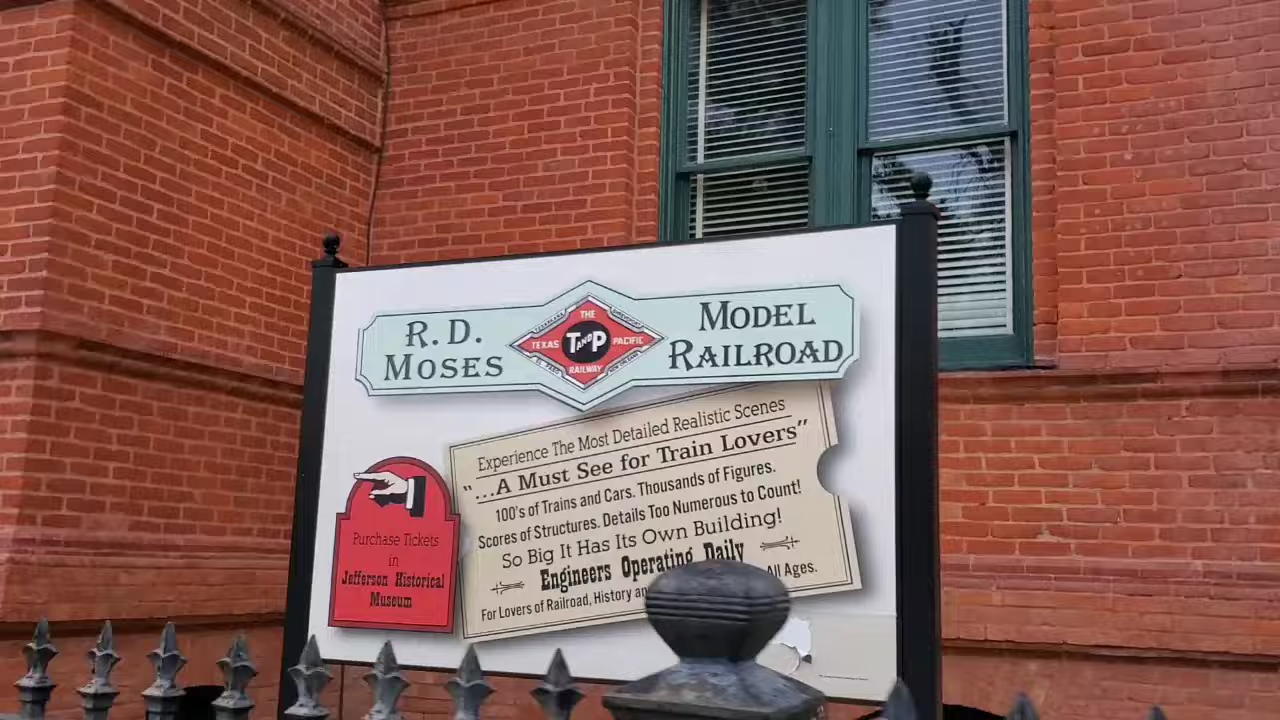 R.D.
MOSES
THE
TEXAS PACIFIC
T AND P
RAILWAY
MODEL
RAILROAD
Experience The Most Detailed Realistic Scenes
"...A Must See for Train Lovers"
100's of Trains and Cars. Thousands of Figures.
Scores of Structures. Details Too Numerous to Count!
So Big It Has Its Own Building!
Engineers Operating Daily
For Lovers of Railroad, History an All Ages.
Purchase Tickets
in
Jefferson Historical
Museum